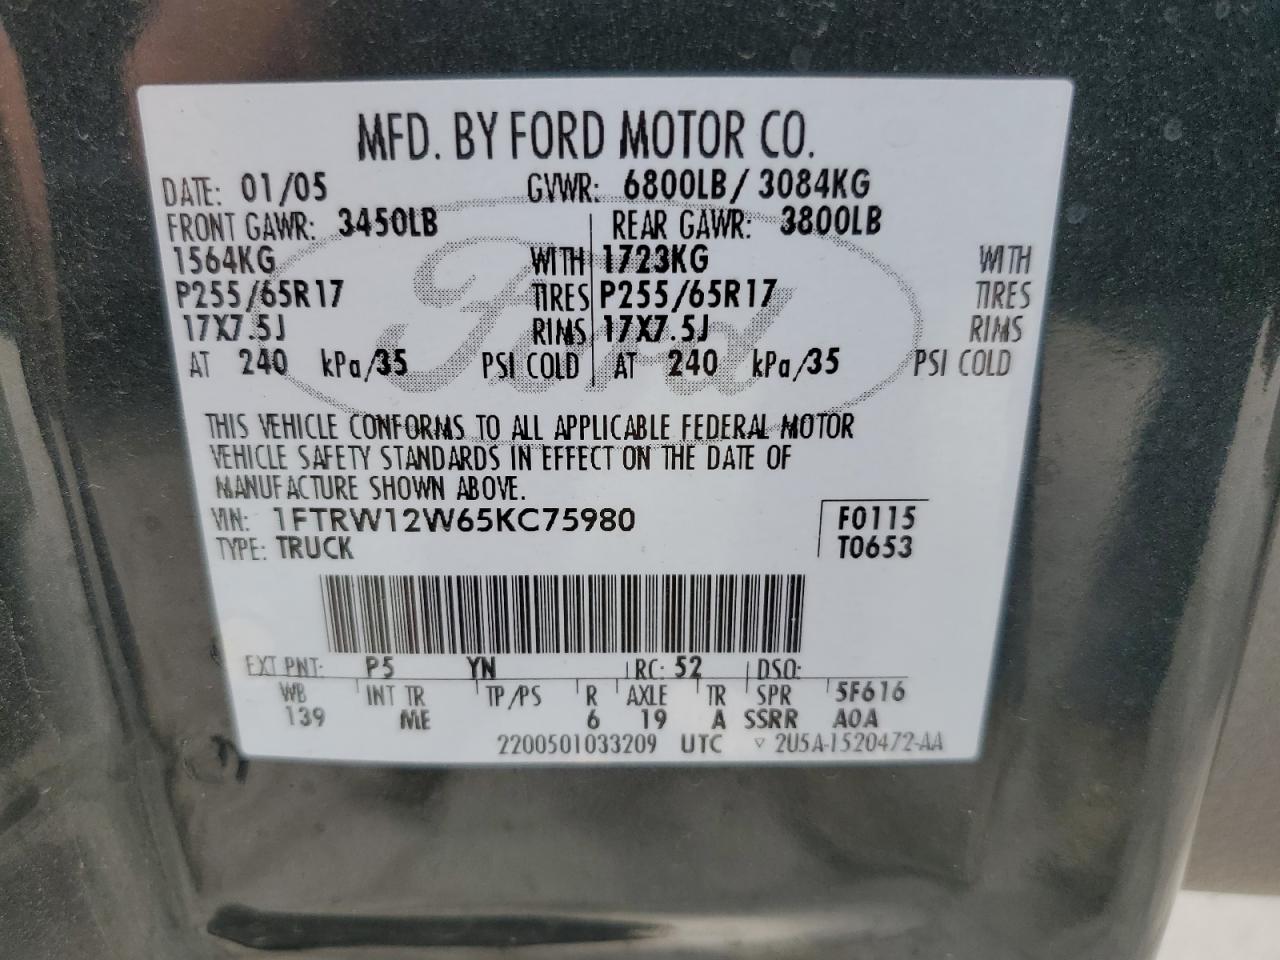 MFD. BY FORD MOTOR CO.
DATE: 01/05 GVWR: 6800LB/ 3084KG
FRONT GAWR: 3450LB REAR GAWR: 3800LB
1564KG WITH 1723KG WITH
P255/65R17 TIRES P255/65R17 TIRES
17X7.5J RIMS 17X7.5J RIMS
AT 240 kPa/35 PSI COLD AT 240 kPa/35 PSI COLD
Ford
THIS VEHICLE CONFORMS TO ALL APPLICABLE FEDERAL MOTOR
VEHICLE SAFETY STANDARDS IN EFFECT ON THE DATE OF
MANUFACTURE SHOWN ABOVE.
VIN: 1FTRW12W65KC75980 F0115
TYPE: TRUCK T0653
EXT PNT: P5 YN RC: 52 DSO:
WB INT TR TP/PS R AXLE TR SPR 5F616
139 ME 6 19 A SSRR A0A
2200501033209 UTC ▽ 2U5A-1520472-AA